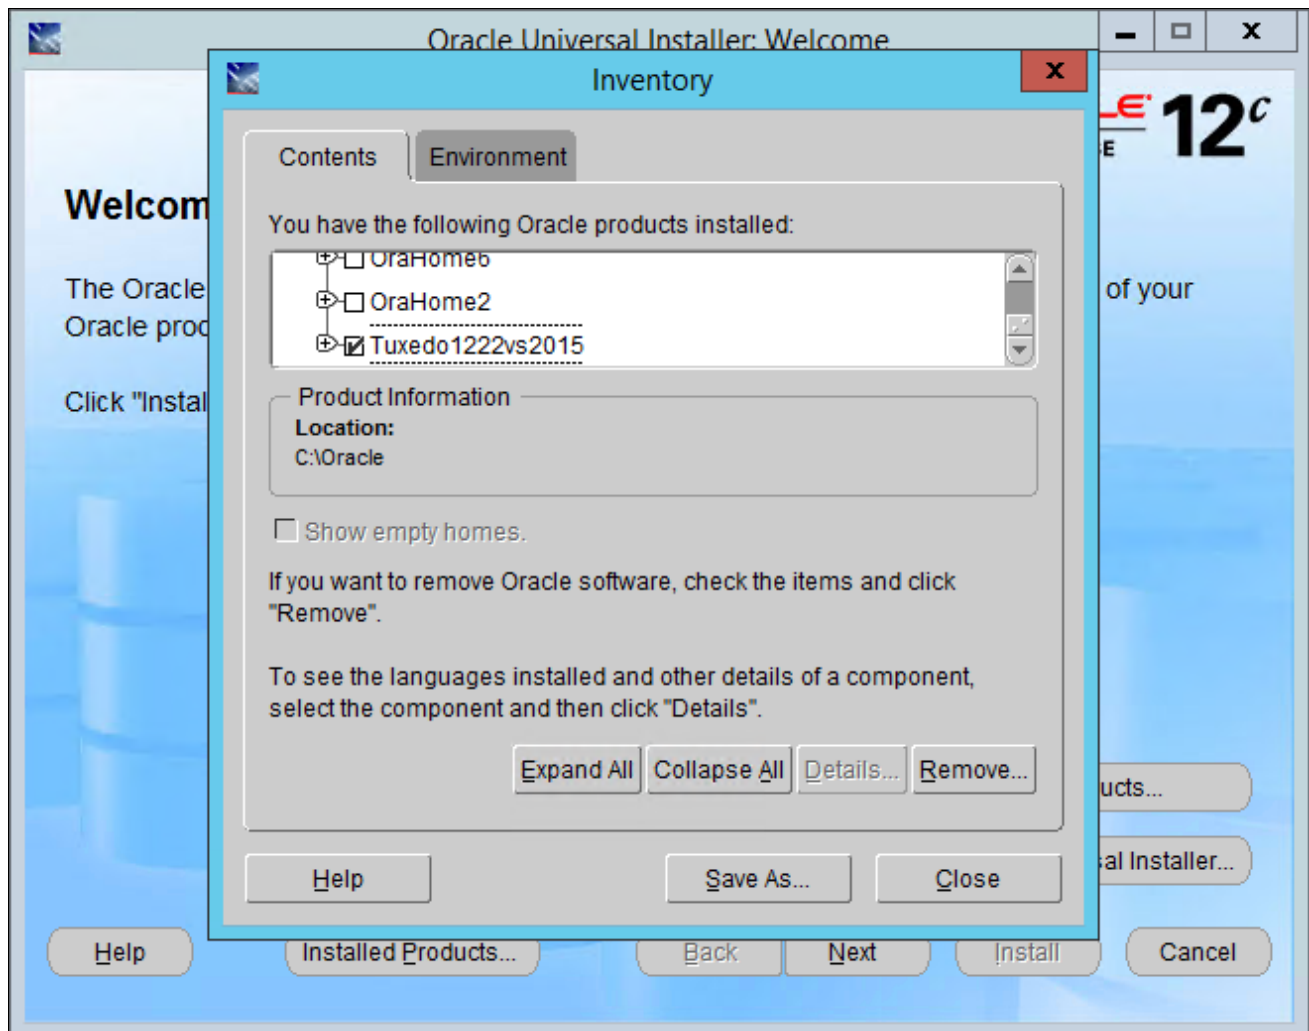 Oracle Universal Installer: Welcome
Inventory
12c
Contents
Environment
Welcom
You have the following Oracle products installed:
OraHome6
The Oracle
of your
OraHome2
Oracle prod
Tuxedo1222vs2015
Click "Instal
Product Information
Location:
C:\Oracle
Show empty homes.
If you want to remove Oracle software, check the items and click
"Remove".
To see the languages installed and other details of a component,
select the component and then click "Details".
Expand All
Collapse All
Details...
Remove...
ucts...
al Installer...
Help
Save As...
Close
Help
Installed Products...
Back
Next
Install
Cancel